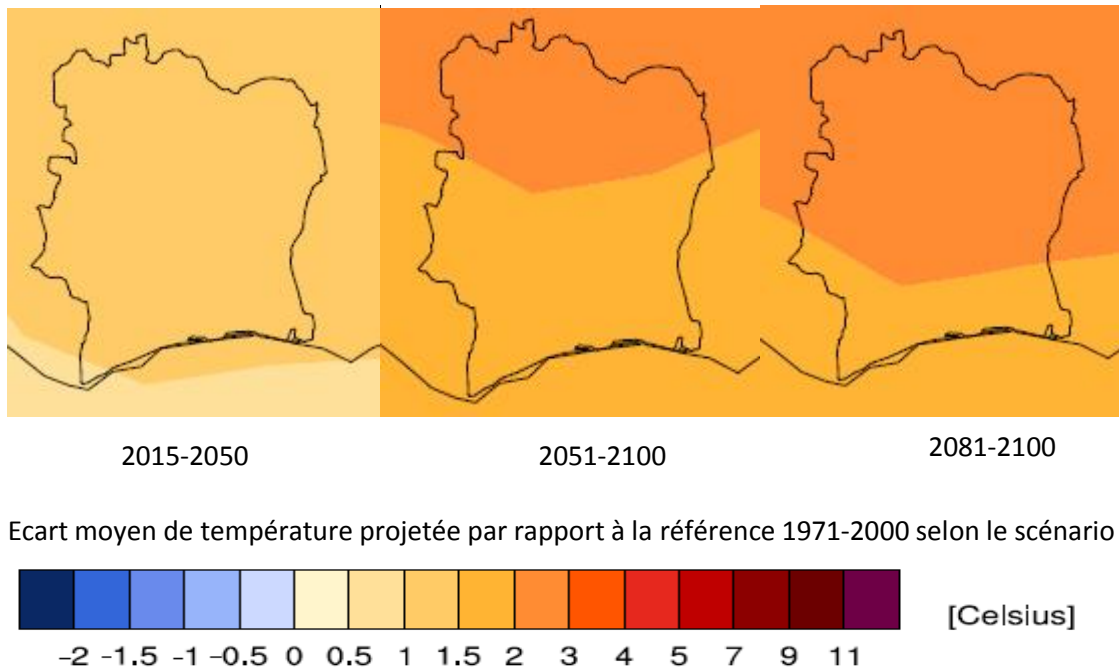 2015-2050 2051-2100 2081-2100
Ecart moyen de température projetée par rapport à la référence 1971-2000 selon le scénario
[Celsius]
-2 -1.5 -1 -0.5 0 0.5 1 1.5 2 3 4 5 7 9 11